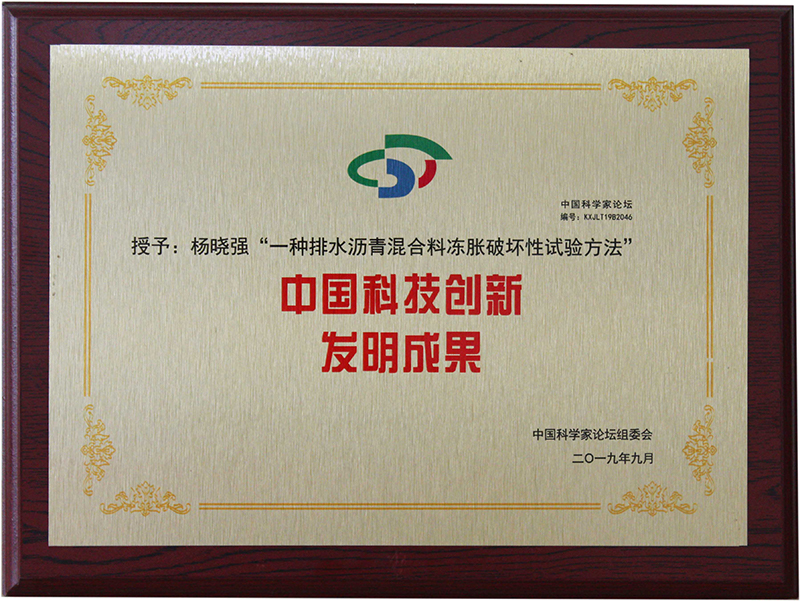 中国科学家论坛
编号：KXJLT19B2046
授予：杨晓强“一种排水沥青混合料冻胀破坏性试验方法”
中国科技创新
发明成果
中国科学家论坛组委会
二〇一九年九月